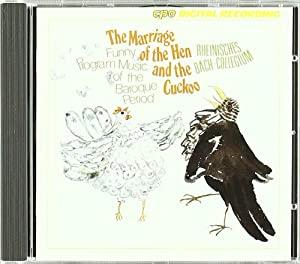 cpo DIGITAL RECORDING
The Marriage
of the Hen
and the
Cuckoo
Funny
Program Music
of the
Baroque
Period
RHEINISCHES
BACH-COLLEGIUM